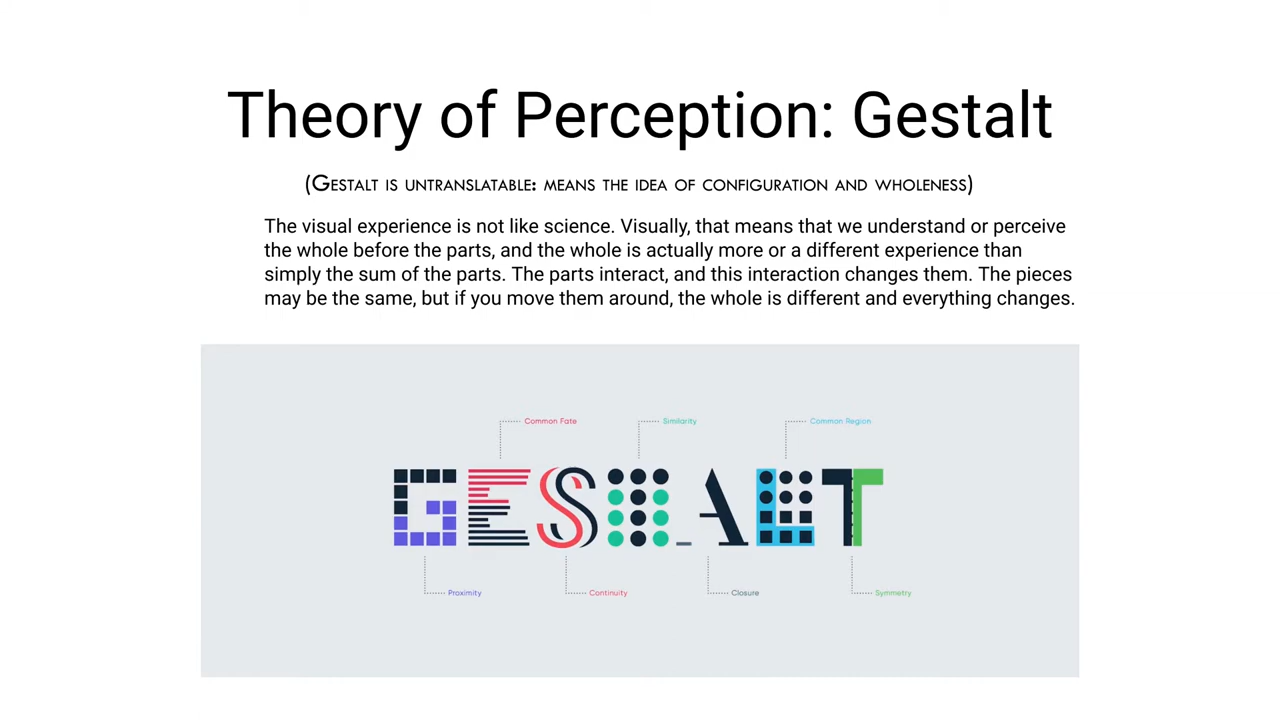 Theory of Perception: Gestalt
(Gestalt is untranslatable: means the idea of configuration and wholeness)
The visual experience is not like science. Visually, that means that we understand or perceive
the whole before the parts, and the whole is actually more or a different experience than
simply the sum of the parts. The parts interact, and this interaction changes them. The pieces
may be the same, but if you move them around, the whole is different and everything changes.
Common Fate
Similarity
Common Region
GESTALT
Proximity
Continuity
Closure
Symmetry